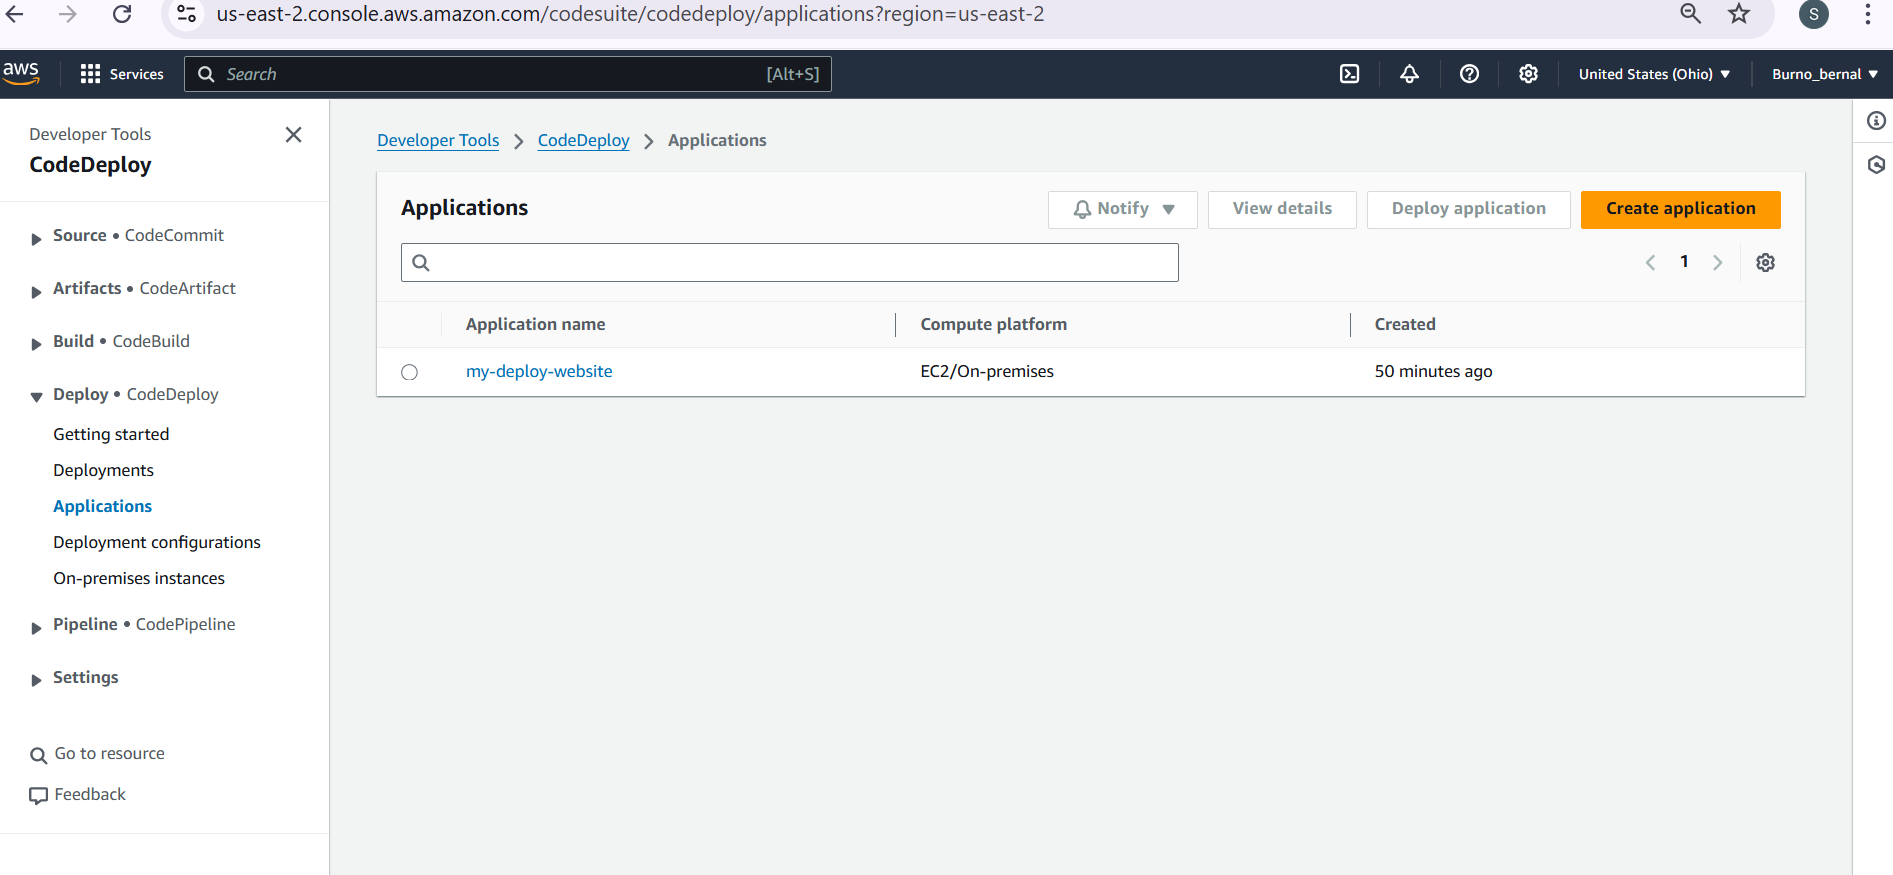 us-east-2.console.aws.amazon.com/codesuite/codedeploy/applications?region=us-east-2
S
aws
Services
Search
[Alt+S]
United States (Ohio)
Burno_bernal
Developer Tools
CodeDeploy
Source • CodeCommit
Artifacts • CodeArtifact
Build • CodeBuild
Deploy • CodeDeploy
Getting started
Deployments
Applications
Deployment configurations
On-premises instances
Pipeline • CodePipeline
Settings
Go to resource
Feedback
Developer Tools
CodeDeploy
Applications
Applications
Notify
View details
Deploy application
Create application
1
Application name
Compute platform
Created
my-deploy-website
EC2/On-premises
50 minutes ago